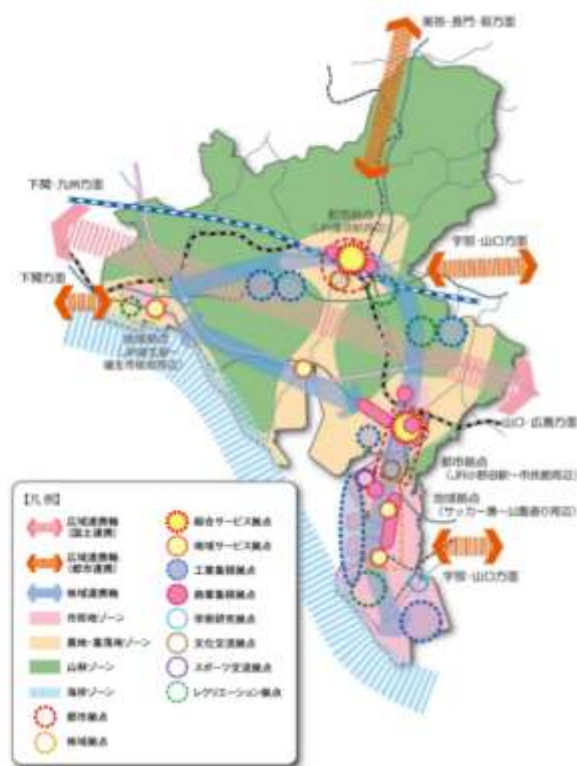 美祢・長門・萩方面
下関・九州方面
宇部・山口方面
下関方面
山口・広島方面
都市拠点
(JR小野田駅～市民館周辺)
地域拠点
(サッカー場～公園通り周辺)
宇部・山口方面
地域拠点
【凡例】
広域連携軸
(国土連携)
広域連携軸
(都市連携)
地域連携軸
市街地ゾーン
農地・集落地ゾーン
山林ゾーン
海岸ゾーン
都市拠点
地域拠点
総合サービス拠点
地域サービス拠点
工業集積拠点
商業集積拠点
学術研究拠点
文化交流拠点
スポーツ交流拠点
レクリエーション拠点